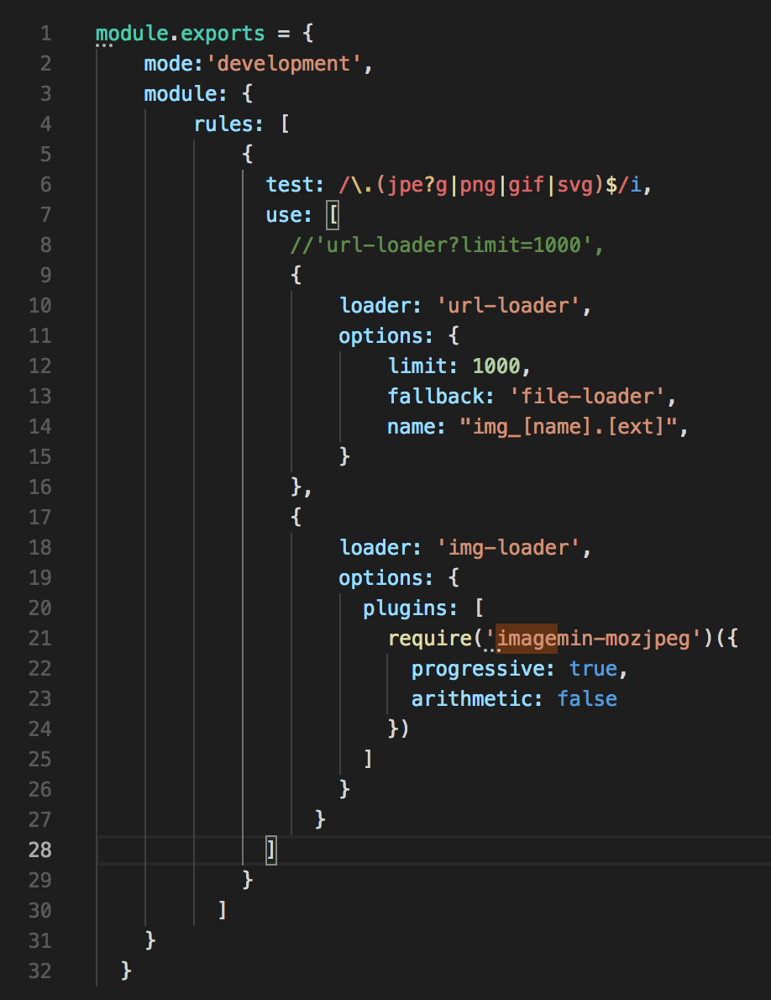 1 module.exports = {
2 mode:'development',
3 module: {
4 rules: [
5 {
6 test: /\.(jpe?g|png|gif|svg)$/i,
7 use: [
8 //'url-loader?limit=1000',
9 {
10 loader: 'url-loader',
11 options: {
12 limit: 1000,
13 fallback: 'file-loader',
14 name: "img_[name].[ext]",
15 }
16 },
17 {
18 loader: 'img-loader',
19 options: {
20 plugins: [
21 require('imagemin-mozjpeg')({
22 progressive: true,
23 arithmetic: false
24 })
25 ]
26 }
27 }
28 ]
29 }
30 ]
31 }
32 }